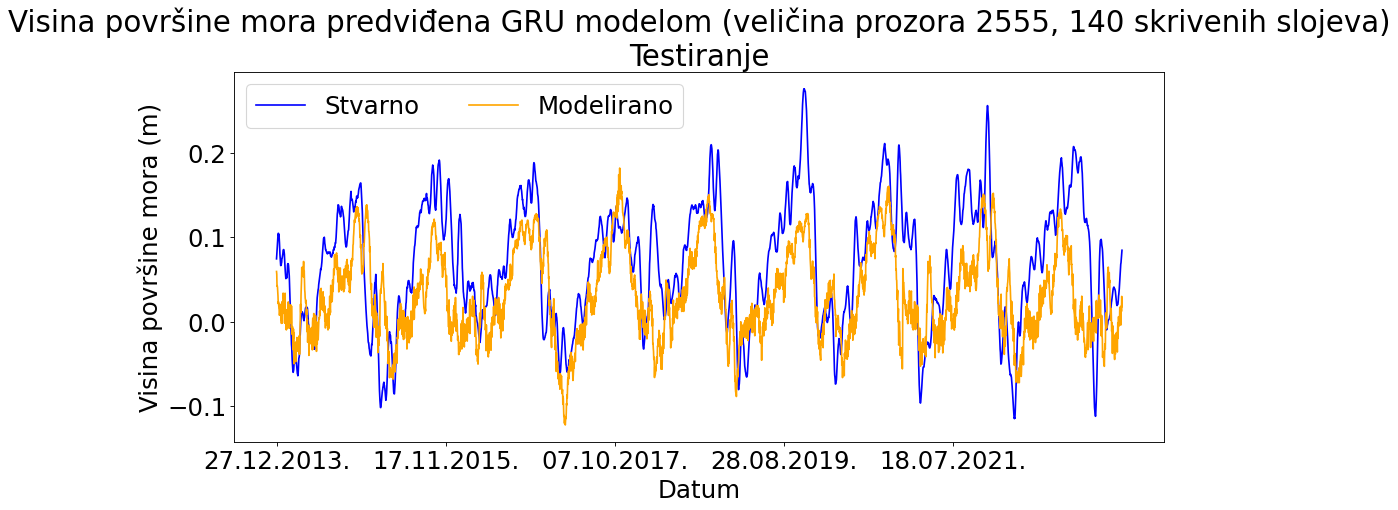 Visina površine mora predviđena GRU modelom (veličina prozora 2555, 140 skrivenih slojeva)
Testiranje
Stvarno
Modelirano
Visina površine mora (m)
0.2
0.1
0.0
−0.1
27.12.2013.
17.11.2015.
07.10.2017.
28.08.2019.
18.07.2021.
Datum